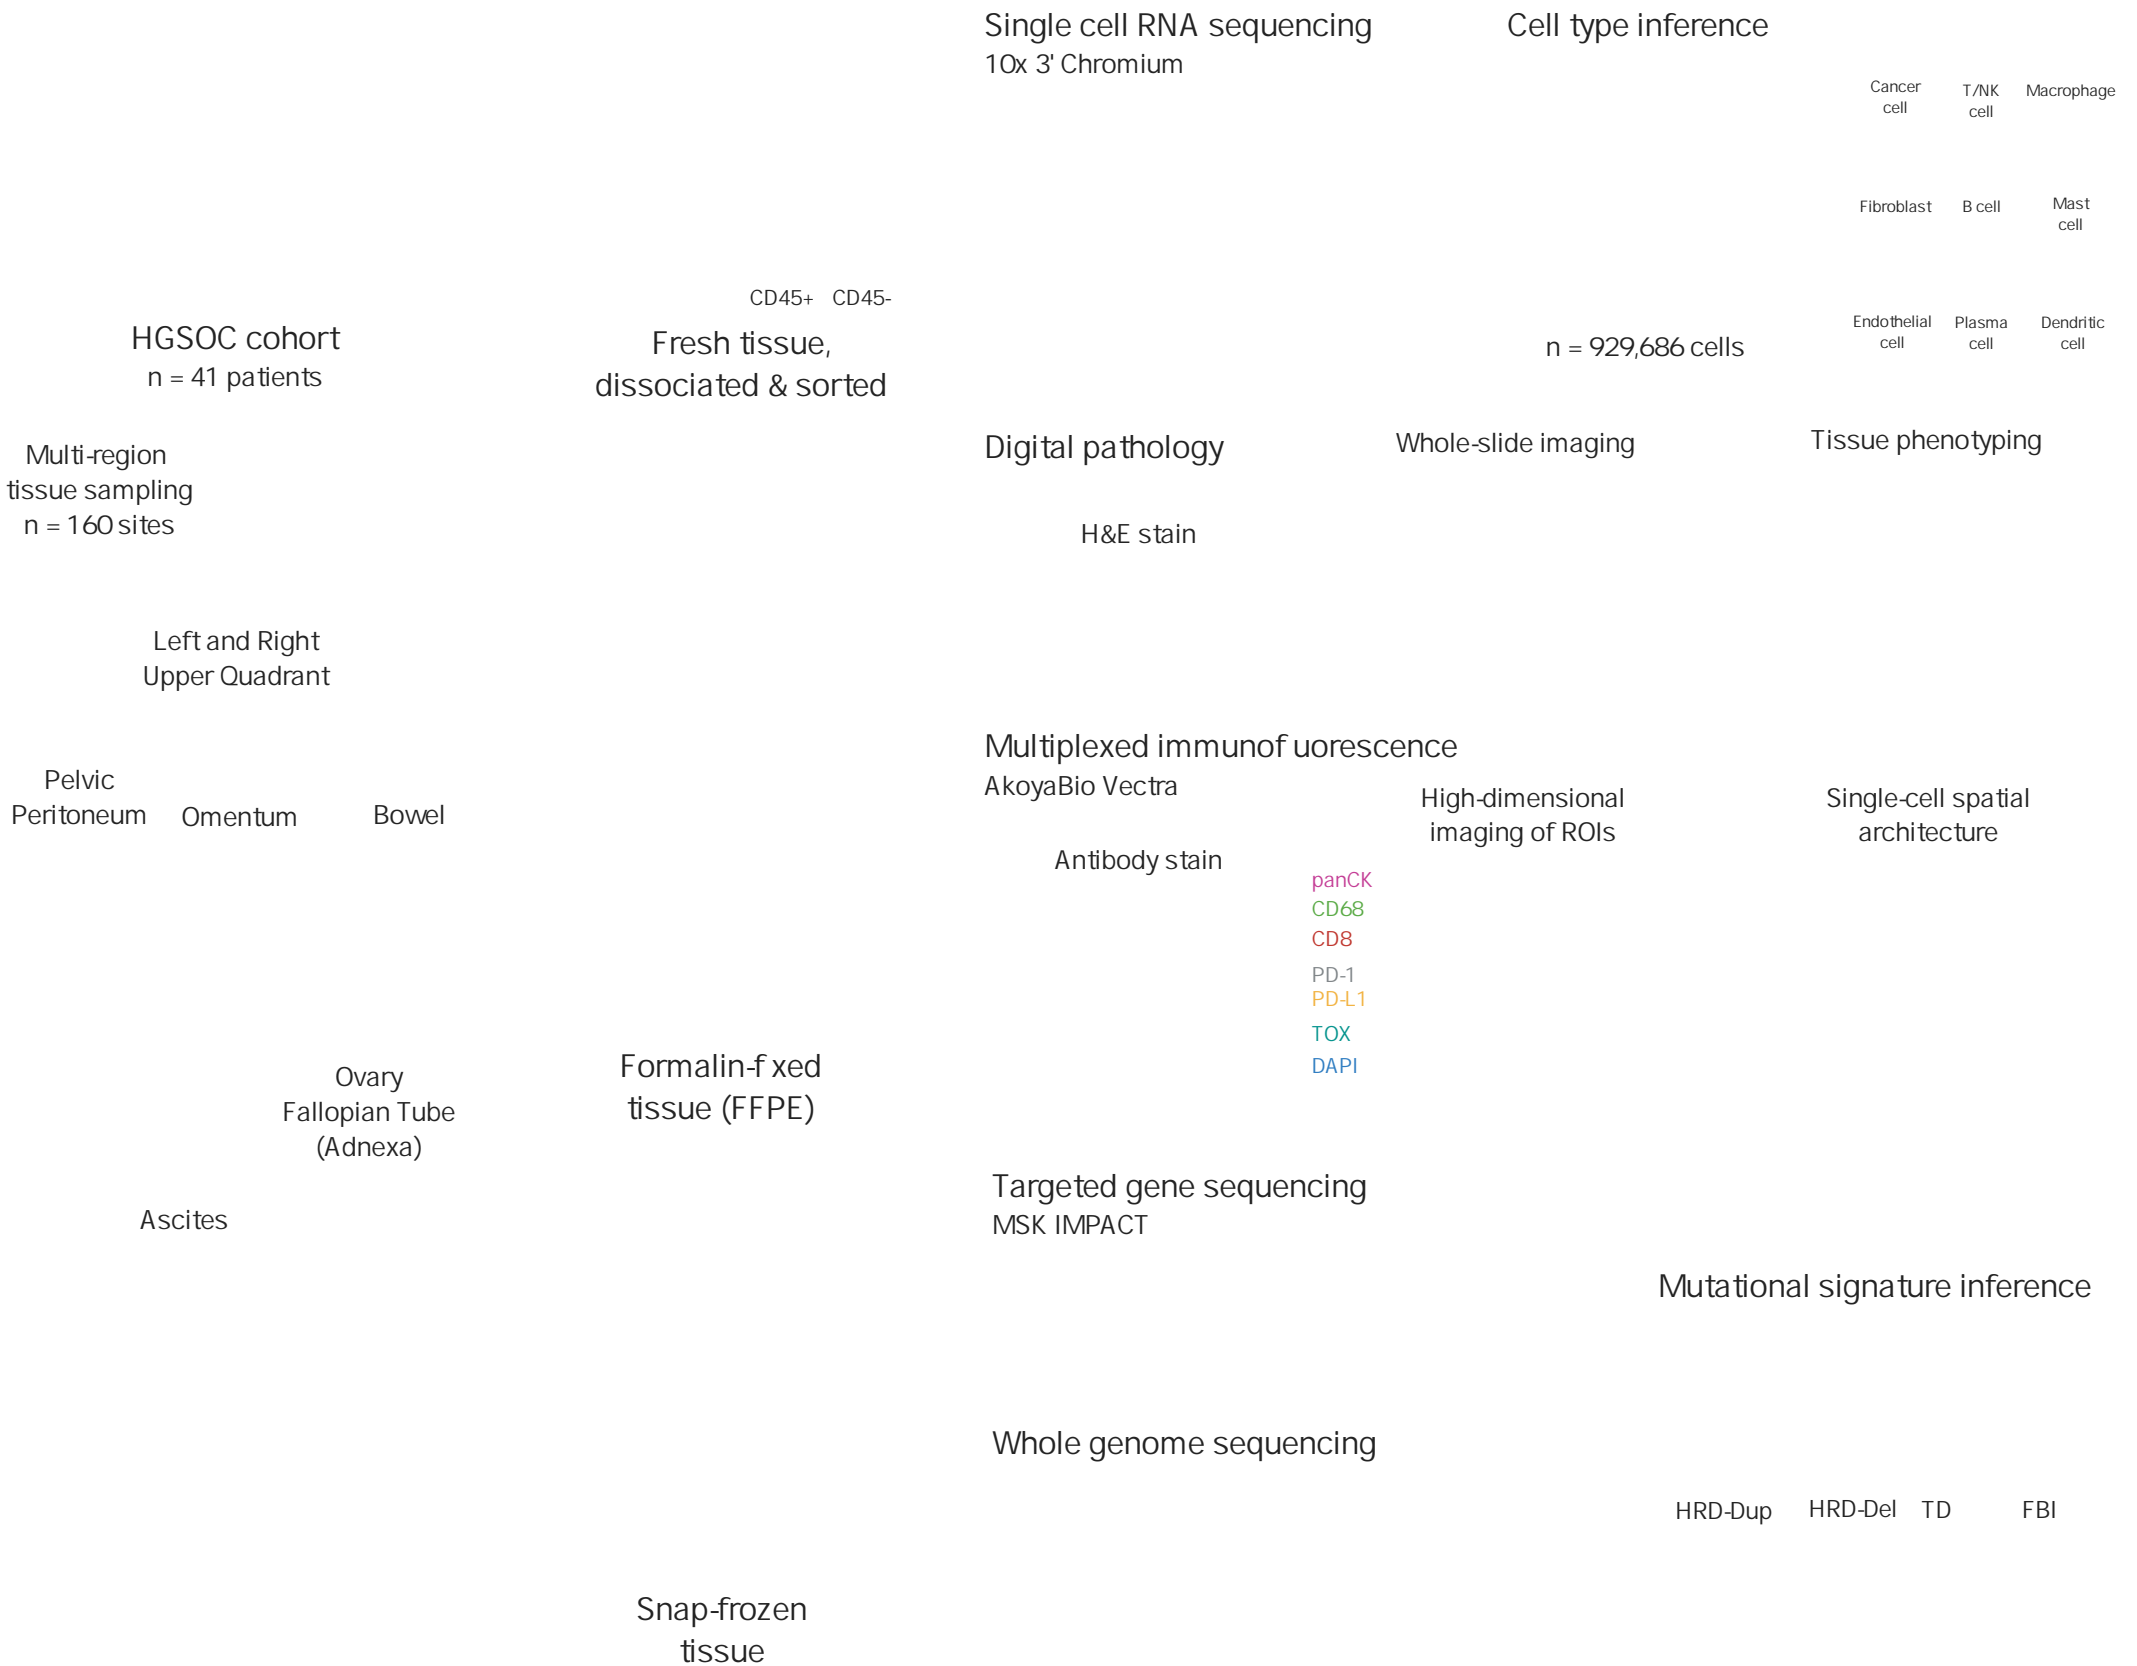 Single cell RNA sequencing
10x 3' Chromium
Cell type inference
Cancer
cell
T/NK
cell
Macrophage
Fibroblast
B cell
Mast
cell
Endothelial
cell
Plasma
cell
Dendritic
cell
n = 929,686 cells
CD45+ CD45-
Fresh tissue,
dissociated & sorted
HGSOC cohort
n = 41 patients
Multi-region
tissue sampling
n = 160 sites
Left and Right
Upper Quadrant
Pelvic
Peritoneum
Omentum
Bowel
Ovary
Fallopian Tube
(Adnexa)
Ascites
Digital pathology
Whole-slide imaging
Tissue phenotyping
H&E stain
Multiplexed immunof uorescence
AkoyaBio Vectra
High-dimensional
imaging of ROIs
Single-cell spatial
architecture
Antibody stain
panCK
CD68
CD8
PD-1
PD-L1
TOX
DAPI
Formalin-f xed
tissue (FFPE)
Targeted gene sequencing
MSK IMPACT
Mutational signature inference
Whole genome sequencing
HRD-Dup HRD-Del TD FBI
Snap-frozen
tissue